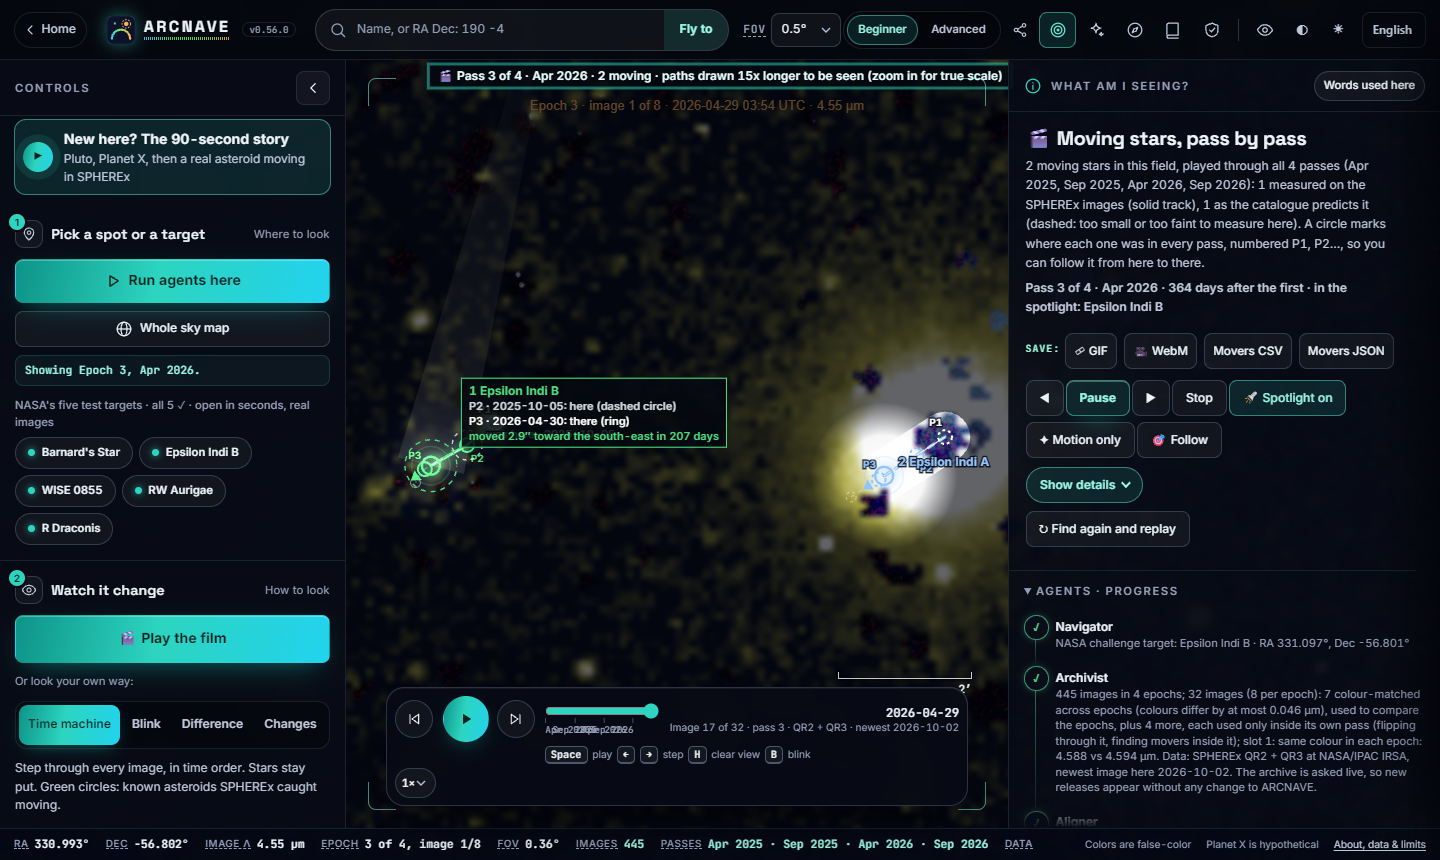 Home
ARCNAVE
v0.56.0
Name, or RA Dec: 190 -4
Fly to
FOV
0.5°
Beginner
Advanced
English
CONTROLS
New here? The 90-second story
Pluto, Planet X, then a real asteroid moving
in SPHEREx
1
Pick a spot or a target
Where to look
Run agents here
Whole sky map
Showing Epoch 3, Apr 2026.
NASA's five test targets · all 5 ✓ · open in seconds, real
images
Barnard's Star
Epsilon Indi B
WISE 0855
RW Aurigae
R Draconis
2
Watch it change
How to look
Play the film
Or look your own way:
Time machine
Blink
Difference
Changes
Step through every image, in time order. Stars stay
put. Green circles: known asteroids SPHEREx caught
moving.
Pass 3 of 4 · Apr 2026 · 2 moving · paths drawn 15x longer to be seen (zoom in for true scale)
Epoch 3 · image 1 of 8 · 2026-04-29 03:54 UTC · 4.55 µm
1 Epsilon Indi B
P2 · 2025-10-05: here (dashed circle)
P3 · 2026-04-30: there (ring)
moved 2.9″ toward the south-east in 207 days
P3
P2
P1
P3
2 Epsilon Indi A
2′
2026-04-29
Image 17 of 32 · pass 3 · QR2 + QR3 · newest 2026-10-02
Space play ← → step H clear view B blink
1×
WHAT AM I SEEING?
Words used here
Moving stars, pass by pass
2 moving stars in this field, played through all 4 passes (Apr
2025, Sep 2025, Apr 2026, Sep 2026): 1 measured on the
SPHEREx images (solid track), 1 as the catalogue predicts it
(dashed: too small or too faint to measure here). A circle marks
where each one was in every pass, numbered P1, P2..., so you
can follow it from here to there.
Pass 3 of 4 · Apr 2026 · 364 days after the first · in the
spotlight: Epsilon Indi B
SAVE:
GIF
WebM
Movers CSV
Movers JSON
Pause
Stop
Spotlight on
Motion only
Follow
Show details
Find again and replay
AGENTS · PROGRESS
Navigator
NASA challenge target: Epsilon Indi B · RA 331.097°, Dec -56.801°
Archivist
445 images in 4 epochs; 32 images (8 per epoch): 7 colour-matched
across epochs (colours differ by at most 0.046 µm), used to compare
the epochs, plus 4 more, each used only inside its own pass (flipping
through it, finding movers inside it); slot 1: same colour in each epoch:
4.588 vs 4.594 µm. Data: SPHEREx QR2 + QR3 at NASA/IPAC IRSA,
newest image here 2026-10-02. The archive is asked live, so new
releases appear without any change to ARCNAVE.
Aligner
RA 330.993° DEC -56.802° IMAGE Λ 4.55 µm EPOCH 3 of 4, image 1/8 FOV 0.36° IMAGES 445 PASSES Apr 2025 · Sep 2025 · Apr 2026 · Sep 2026 DATA
Colors are false-color
Planet X is hypothetical
About, data & limits